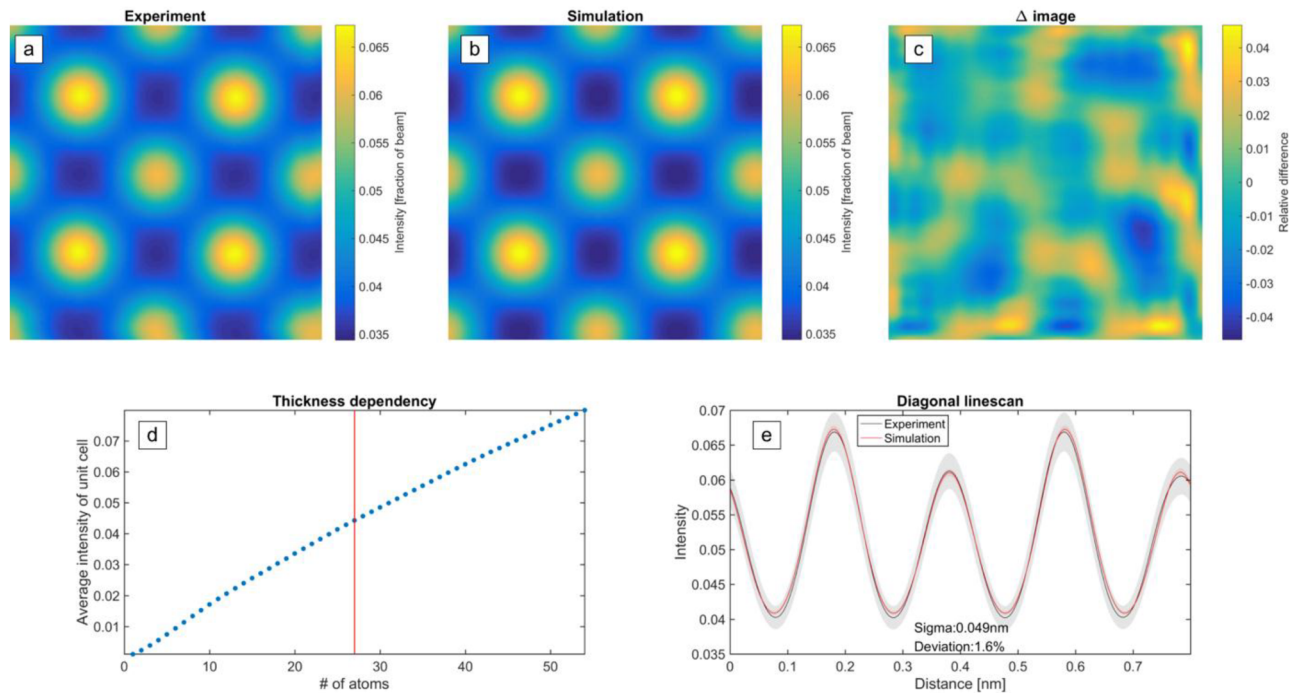 Experiment
a
0.065
0.06
0.055
0.05
0.045
0.04
0.035
Intensity [fraction of beam]
Simulation
b
0.065
0.06
0.055
0.05
0.045
0.04
0.035
Intensity [fraction of beam]
Δ image
c
0.04
0.03
0.02
0.01
0
-0.01
-0.02
-0.03
-0.04
Relative difference
Thickness dependency
d
0.07
0.06
0.05
0.04
0.03
0.02
0.01
Average intensity of unit cell
0 10 20 30 40 50
# of atoms
Diagonal linescan
e
Experiment
Simulation
0.07
0.065
0.06
0.055
0.05
0.045
0.04
0.035
Intensity
Sigma:0.049nm
Deviation:1.6%
0 0.1 0.2 0.3 0.4 0.5 0.6 0.7
Distance [nm]